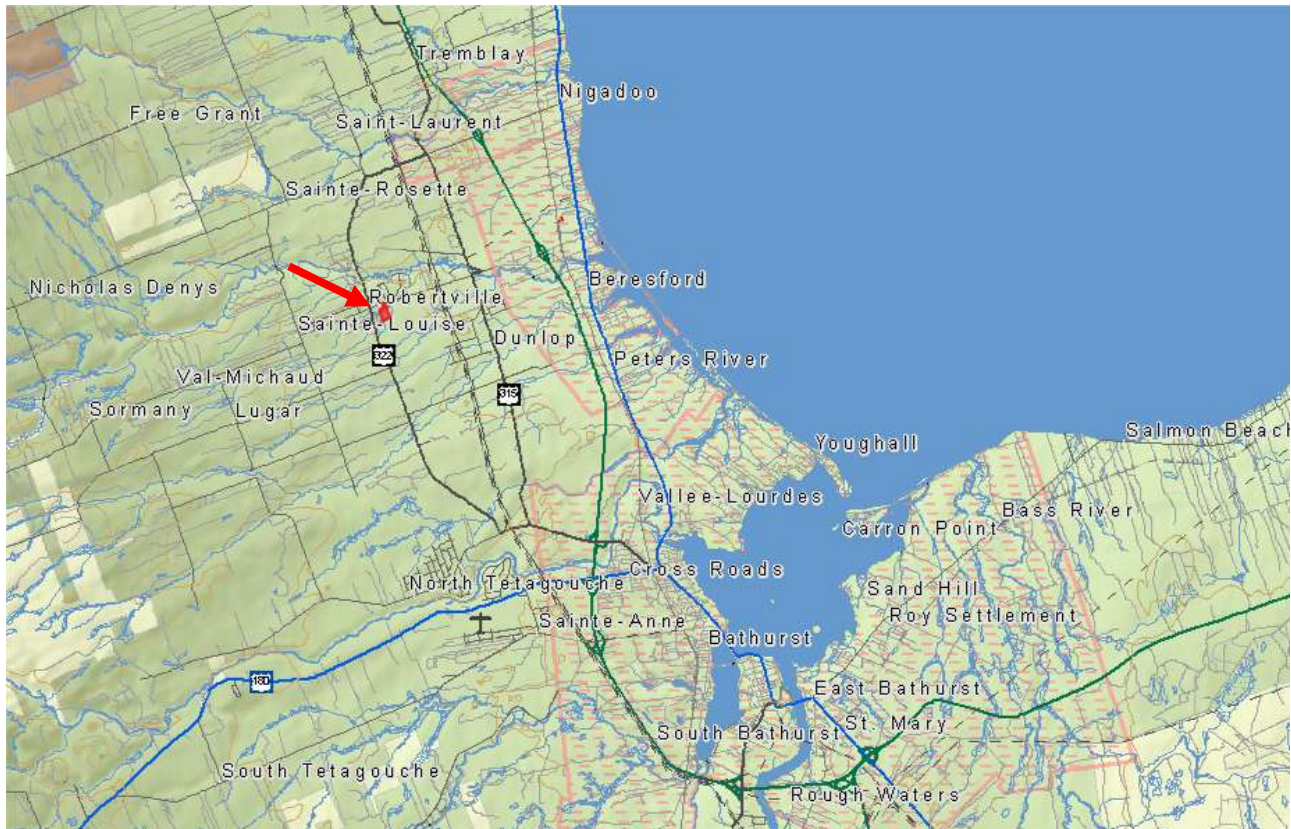 Tremblay
Nigadoo
Free Grant
Saint-Laurent
Sainte-Rosette
Beresford
Nicholas Denys
Robertville
Sainte-Louise
Dunlop
322
Peters River
Val-Michaud
315
Sormany
Lugar
Salmon Beach
Youghall
Vallee-Lourdes
Bass River
Carron Point
Cross Roads
North Tetagouche
Sand Hill
Roy Settlement
Sainte-Anne
Bathurst
180
East Bathurst
St. Mary
South Bathurst
South Tetagouche
Rough Waters